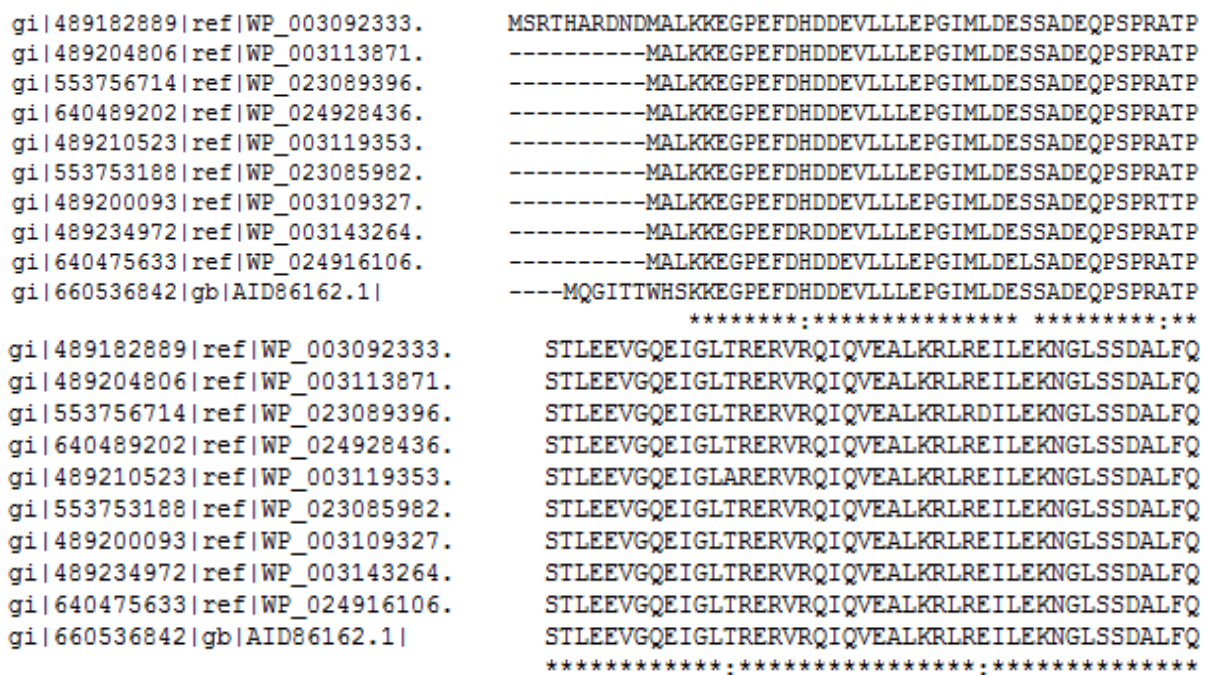 gi|489182889|ref|WP_003092333. MSRTHARDNDMALKKEGPEFDHDDEVLLLEPGIMLDESSADEQPSPRATP
gi|489204806|ref|WP_003113871. ----------MALKKEGPEFDHDDEVLLLEPGIMLDESSADEQPSPRATP
gi|553756714|ref|WP_023089396. ----------MALKKEGPEFDHDDEVLLLEPGIMLDESSADEQPSPRATP
gi|640489202|ref|WP_024928436. ----------MALKKEGPEFDHDDEVLLLEPGIMLDESSADEQPSPRATP
gi|489210523|ref|WP_003119353. ----------MALKKEGPEFDHDDEVLLLEPGIMLDESSADEQPSPRATP
gi|553753188|ref|WP_023085982. ----------MALKKEGPEFDHDDEVLLLEPGIMLDESSADEQPSPRATP
gi|489200093|ref|WP_003109327. ----------MALKKEGPEFDHDDEVLLLEPGIMLDESSADEQPSPRTTP
gi|489234972|ref|WP_003143264. ----------MALKKEGPEFDRDDEVLLLEPGIMLDESSADEQPSPRATP
gi|640475633|ref|WP_024916106. ----------MALKKEGPEFDHDDEVLLLEPGIMLDELSADEQPSPRATP
gi|660536842|gb|AID86162.1| ----MQGITTWHSKKEGPEFDHDDEVLLLEPGIMLDESSADEQPSPRATP
********:*************** *********:**
gi|489182889|ref|WP_003092333. STLEEVGQEIGLTRERVRQIQVEALKRLREILEKNGLSSDALFQ
gi|489204806|ref|WP_003113871. STLEEVGQEIGLTRERVRQIQVEALKRLREILEKNGLSSDALFQ
gi|553756714|ref|WP_023089396. STLEEVGQEIGLTRERVRQIQVEALKRLRDILEKNGLSSDALFQ
gi|640489202|ref|WP_024928436. STLEEVGQEIGLTRERVRQIQVEALKRLREILEKNGLSSDALFQ
gi|489210523|ref|WP_003119353. STLEEVGQEIGLARERVRQIQVEALKRLREILEKNGLSSDALFQ
gi|553753188|ref|WP_023085982. STLEEVGQEIGLTRERVRQIQVEALKRLREILEKNGLSSDALFQ
gi|489200093|ref|WP_003109327. STLEEVGQEIGLTRERVRQIQVEALKRLREILEKNGLSSDALFQ
gi|489234972|ref|WP_003143264. STLEEVGQEIGLTRERVRQIQVEALKRLREILEKNGLSSDALFQ
gi|640475633|ref|WP_024916106. STLEEVGQEIGLTRERVRQIQVEALKRLREILEKNGLSSDALFQ
gi|660536842|gb|AID86162.1| STLEEVGQEIGLTRERVRQIQVEALKRLREILEKNGLSSDALFQ
************:****************:**************